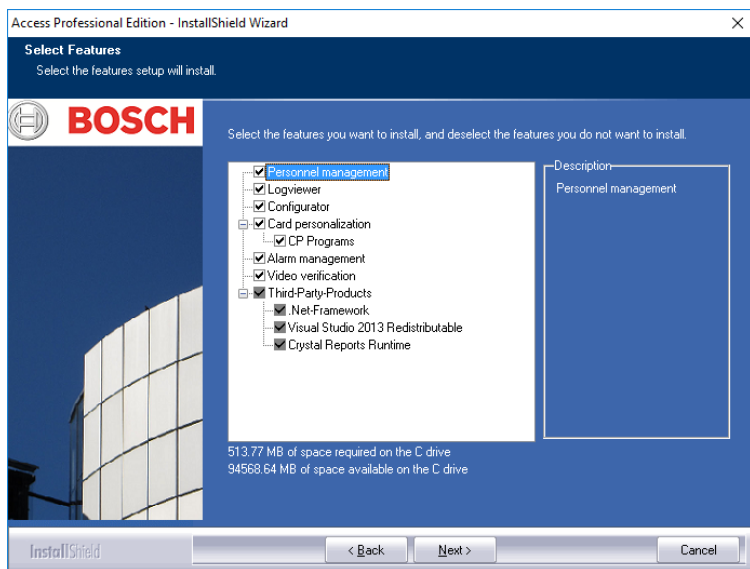 Access Professional Edition - InstallShield Wizard
Select Features
Select the features setup will install.
BOSCH
Select the features you want to install, and deselect the features you do not want to install.
Personnel management
Logviewer
Configurator
Card personalization
CP Programs
Alarm management
Video verification
Third-Party-Products
.Net-Framework
Visual Studio 2013 Redistributable
Crystal Reports Runtime
Description
Personnel management
513.77 MB of space required on the C drive
94568.64 MB of space available on the C drive
InstallShield
< Back
Next >
Cancel